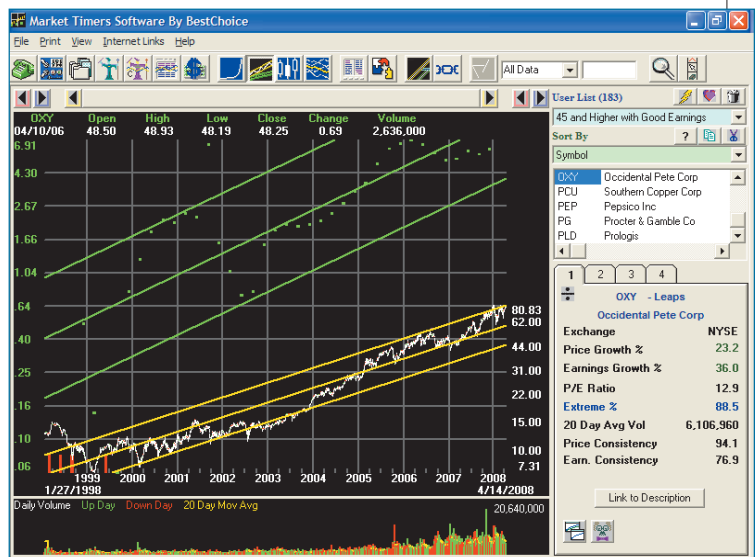 Market Timers Software By BestChoice
File Print View Internet Links Help
All Data
User List (183)
45 and Higher with Good Earnings
Sort By
?
Symbol
OXY Occidental Pete Corp
PCU Southern Copper Corp
PEP Pepsico Inc
PG Procter & Gamble Co
PLD Prologis
OXY Open High Low Close Change Volume
04/10/06 48.50 48.93 48.19 48.25 0.69 2,636,000
6.91
4.30
2.67
1.66
1.04
.64
.40
.25
.16
.10
.06
80.83
62.00
44.00
31.00
22.00
15.00
10.00
7.31
1999 2000 2001 2002 2003 2004 2005 2006 2007 2008
1/27/1998 4/14/2008
Daily Volume Up Day Down Day 20 Day Mov Avg 20,640,000
1 2 3 4
OXY - Leaps
Occidental Pete Corp
Exchange NYSE
Price Growth % 23.2
Earnings Growth % 36.0
P/E Ratio 12.9
Extreme % 88.5
20 Day Avg Vol 6,106,960
Price Consistency 94.1
Earn. Consistency 76.9
Link to Description